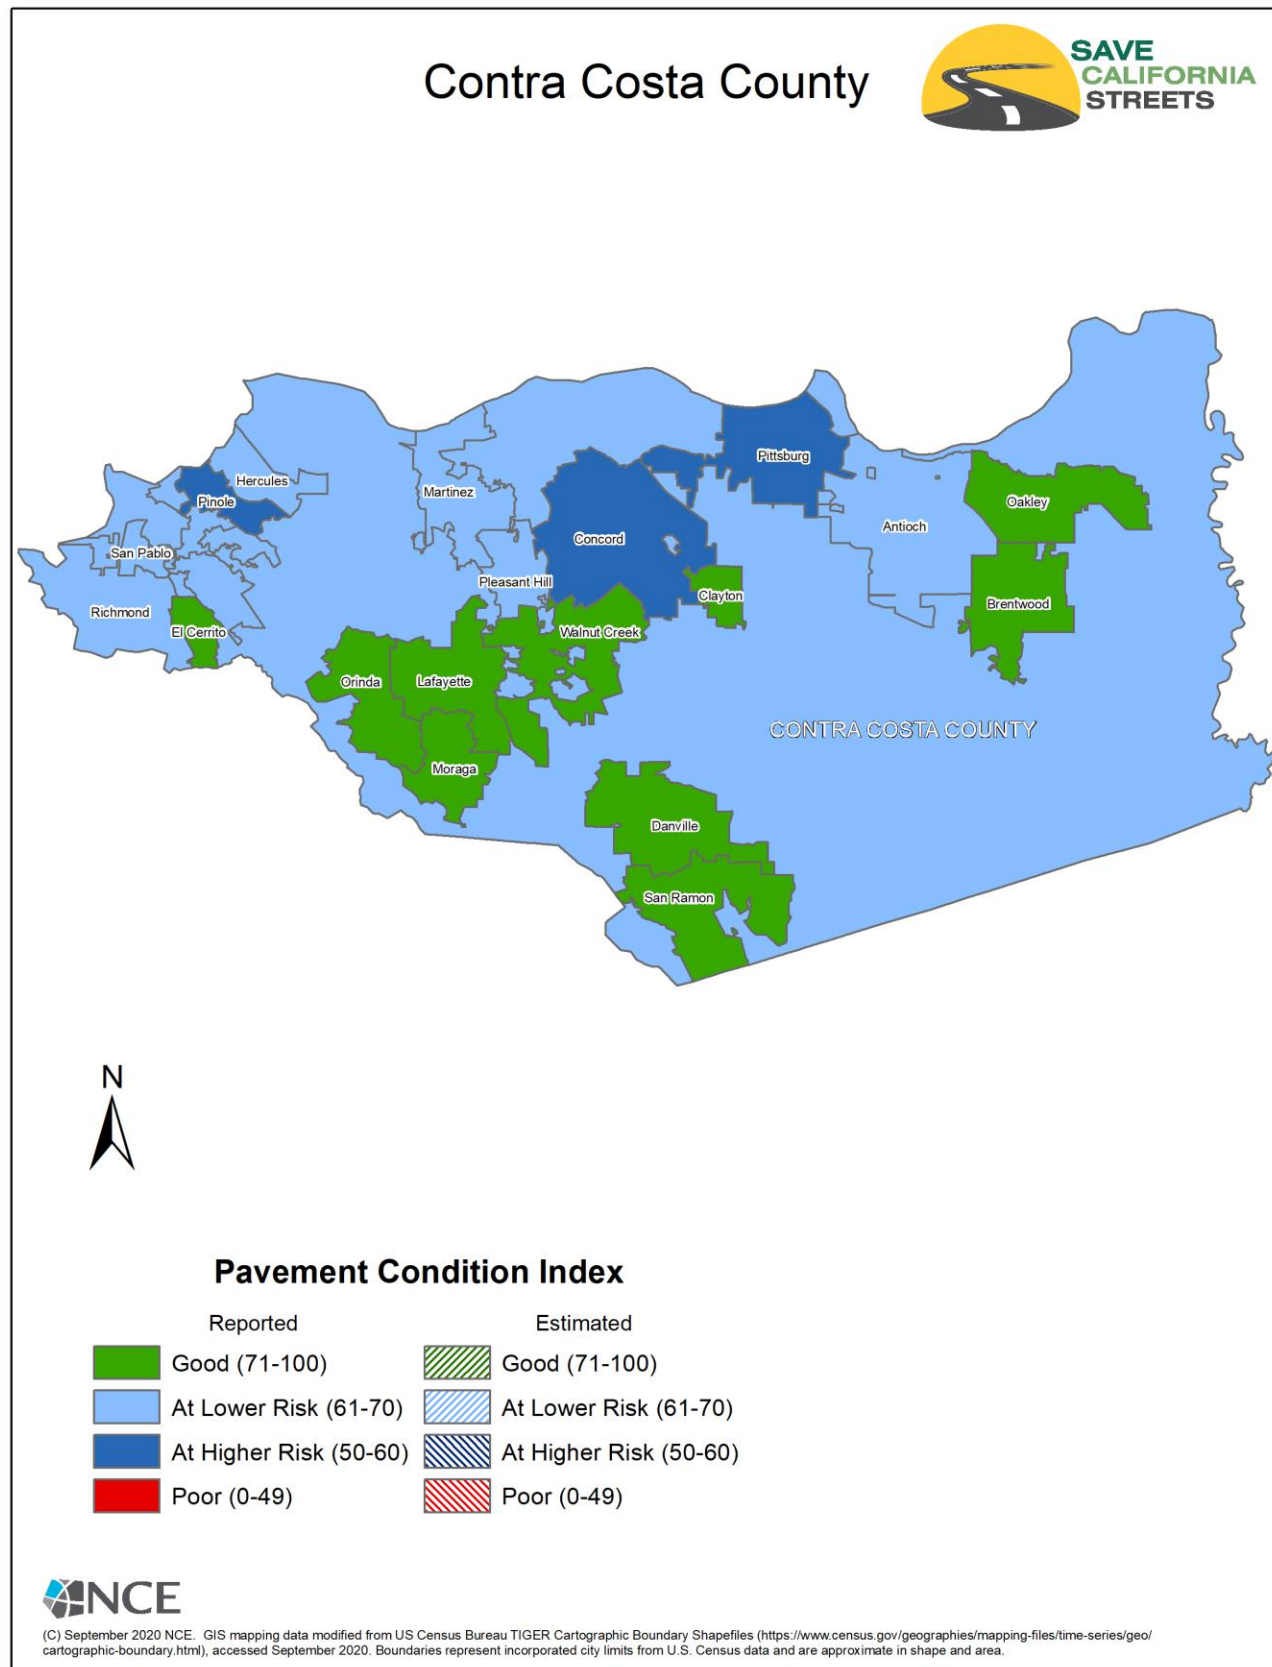 Contra Costa County
SAVE
CALIFORNIA
STREETS
Pittsburg
Hercules
Martinez
Pinole
Oakley
Antioch
Concord
San Pablo
Pleasant Hill
Clayton
Brentwood
Richmond
El Cerrito
Walnut Creek
Orinda
Lafayette
CONTRA COSTA COUNTY
Moraga
Danville
San Ramon
N
Pavement Condition Index
Reported
Estimated
Good (71-100)
Good (71-100)
At Lower Risk (61-70)
At Lower Risk (61-70)
At Higher Risk (50-60)
At Higher Risk (50-60)
Poor (0-49)
Poor (0-49)
NCE
(C) September 2020 NCE. GIS mapping data modified from US Census Bureau TIGER Cartographic Boundary Shapefiles (https://www.census.gov/geographies/mapping-files/time-series/geo/
cartographic-boundary.html), accessed September 2020. Boundaries represent incorporated city limits from U.S. Census data and are approximate in shape and area.